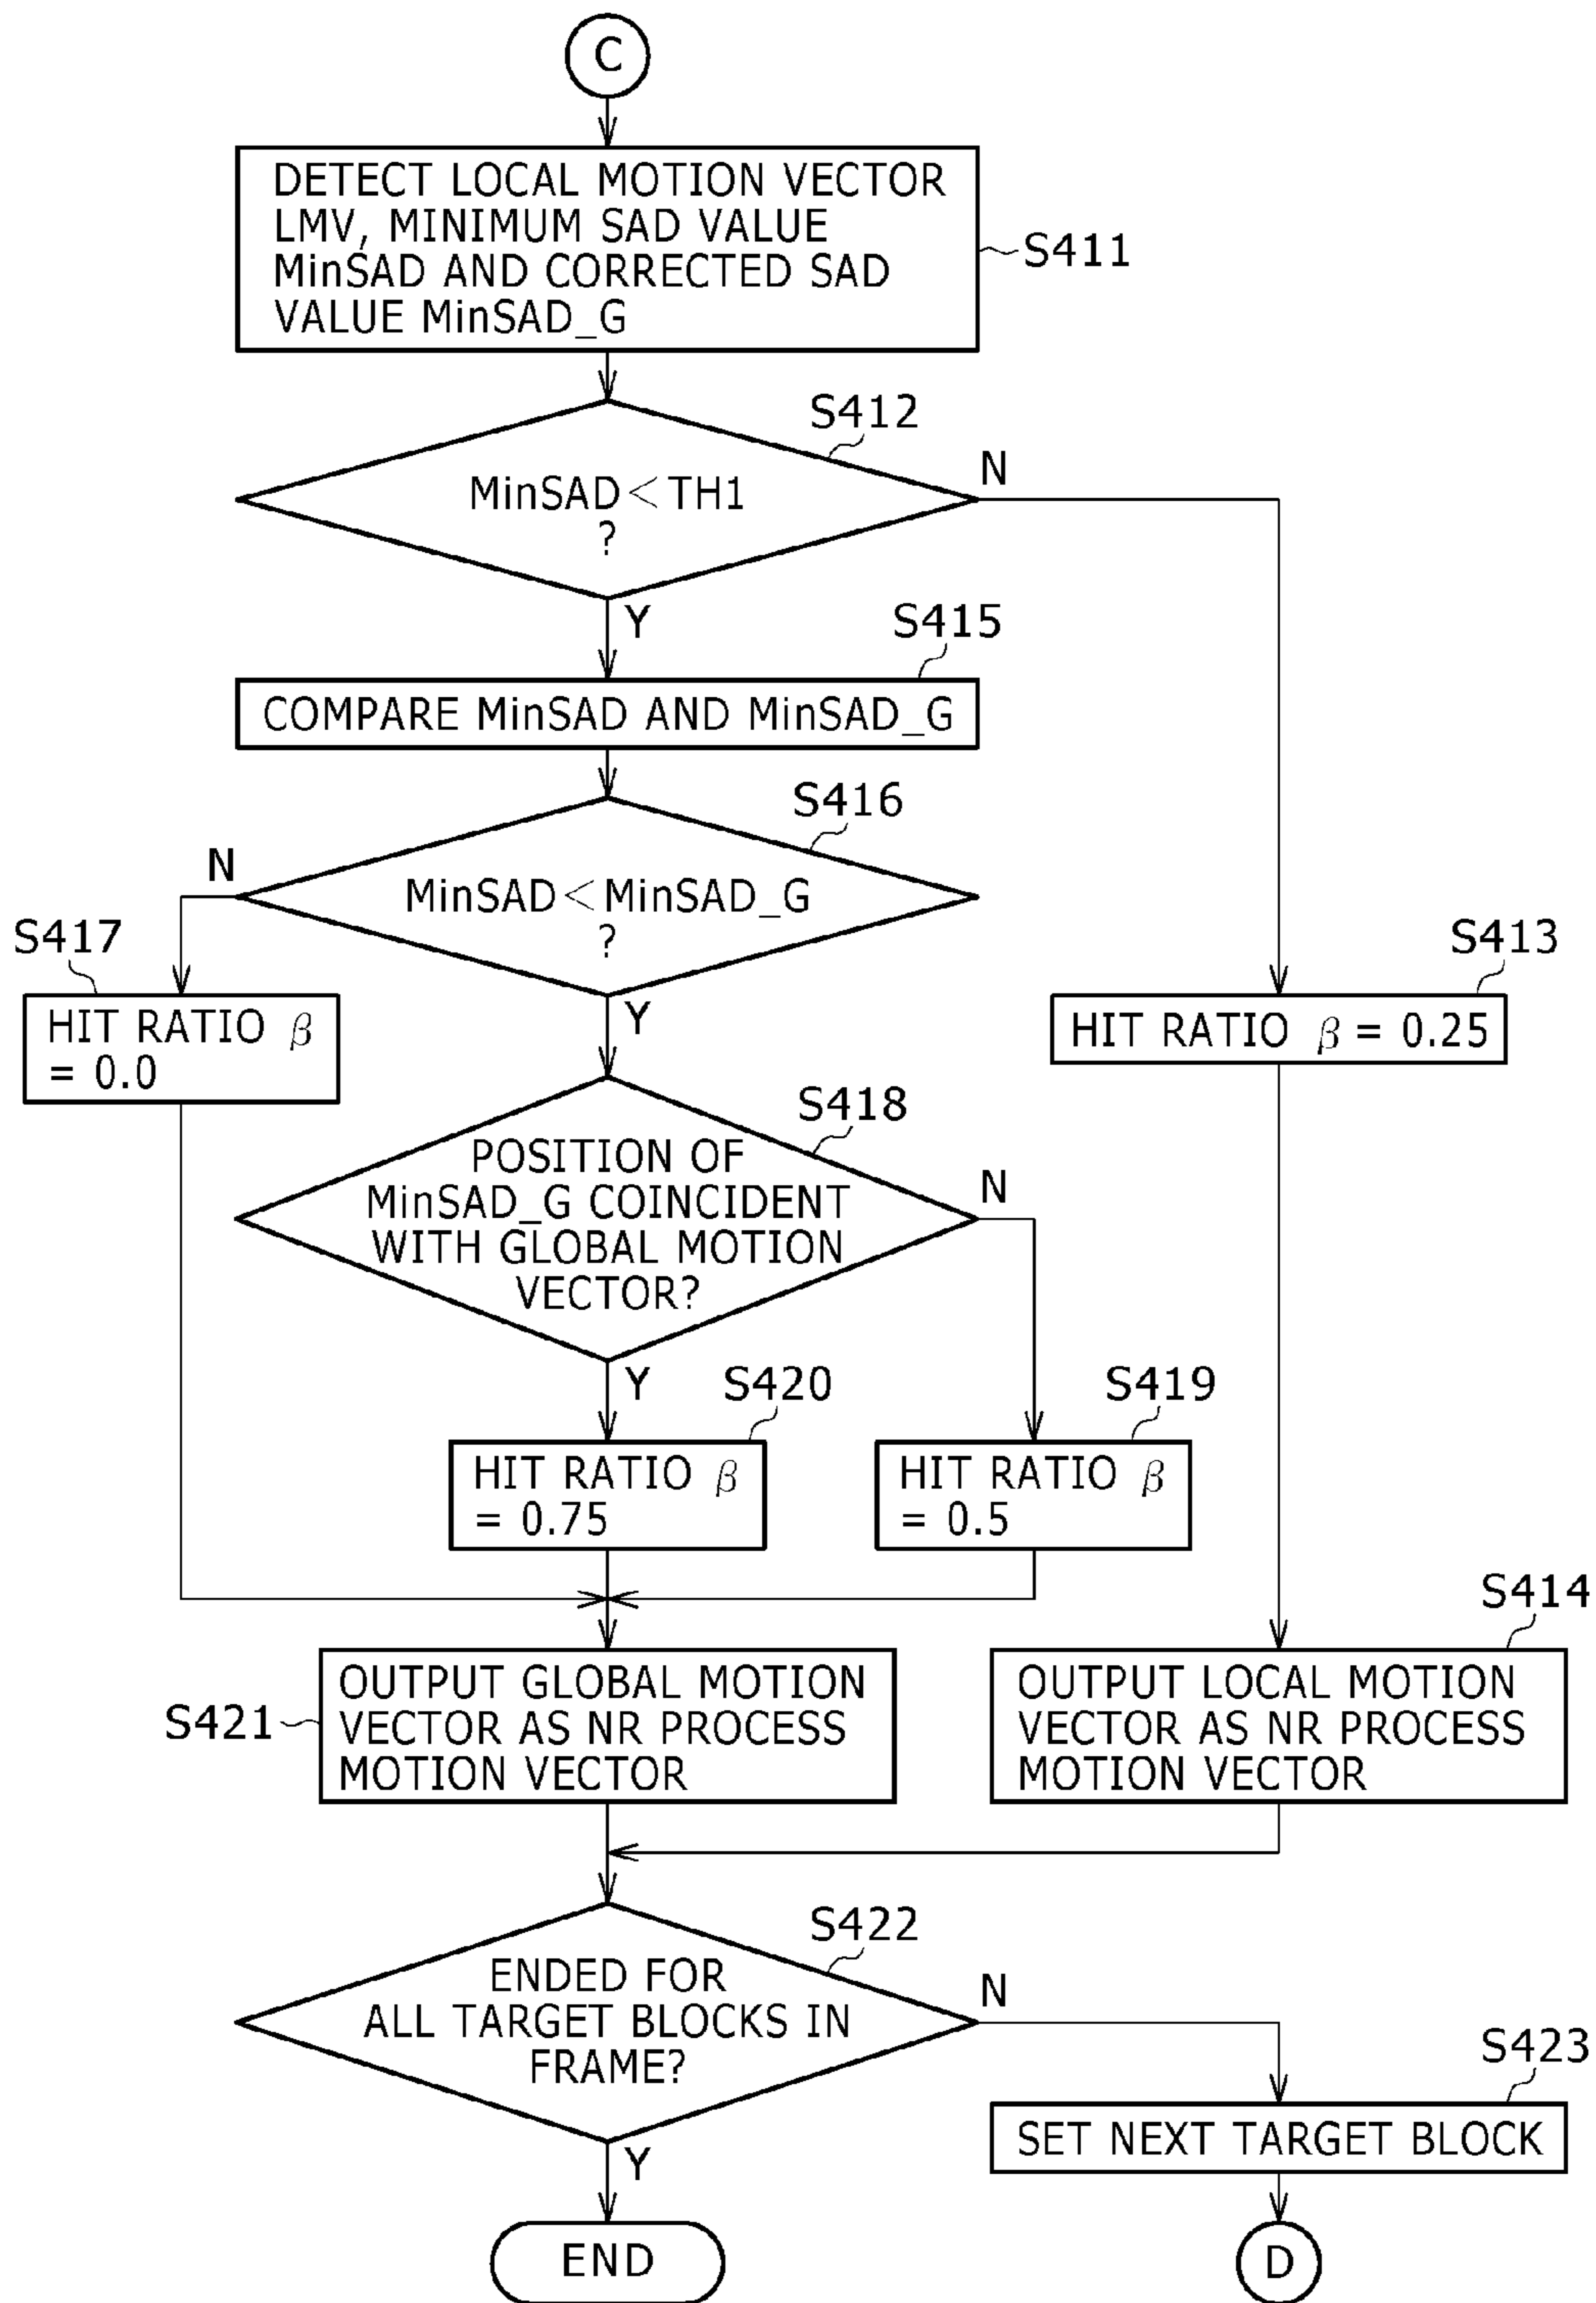 C
DETECT LOCAL MOTION VECTOR
LMV, MINIMUM SAD VALUE
MinSAD AND CORRECTED SAD
VALUE MinSAD_G
S411
S412
MinSAD<TH1
?
N
Y
S415
COMPARE MinSAD AND MinSAD_G
S416
N
MinSAD<MinSAD_G
?
Y
S417
HIT RATIO β
= 0.0
S413
HIT RATIO β = 0.25
S418
POSITION OF
MinSAD_G COINCIDENT
WITH GLOBAL MOTION
VECTOR?
N
Y
S420
HIT RATIO β
= 0.75
S419
HIT RATIO β
= 0.5
S421
OUTPUT GLOBAL MOTION
VECTOR AS NR PROCESS
MOTION VECTOR
S414
OUTPUT LOCAL MOTION
VECTOR AS NR PROCESS
MOTION VECTOR
S422
ENDED FOR
ALL TARGET BLOCKS IN
FRAME?
N
Y
S423
SET NEXT TARGET BLOCK
END
D